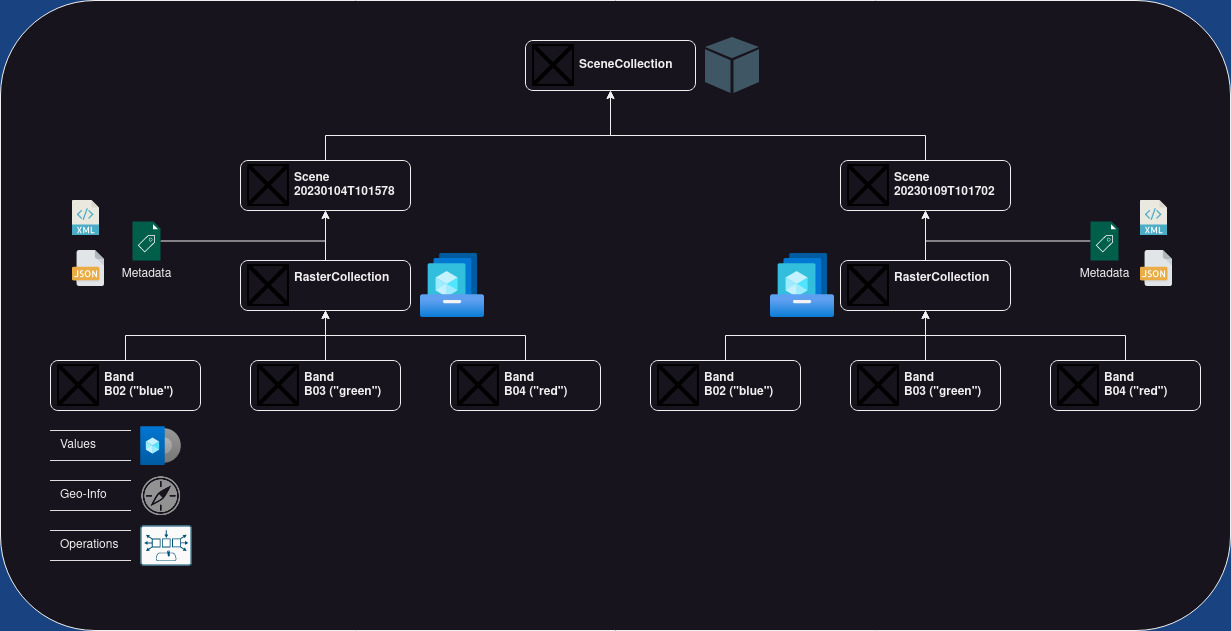 SceneCollection
Scene
20230104T101578
Scene
20230109T101702
XML
JSON
Metadata
RasterCollection
RasterCollection
XML
JSON
Metadata
Band
B02 ("blue")
Band
B03 ("green")
Band
B04 ("red")
Band
B02 ("blue")
Band
B03 ("green")
Band
B04 ("red")
Values
Geo-Info
Operations